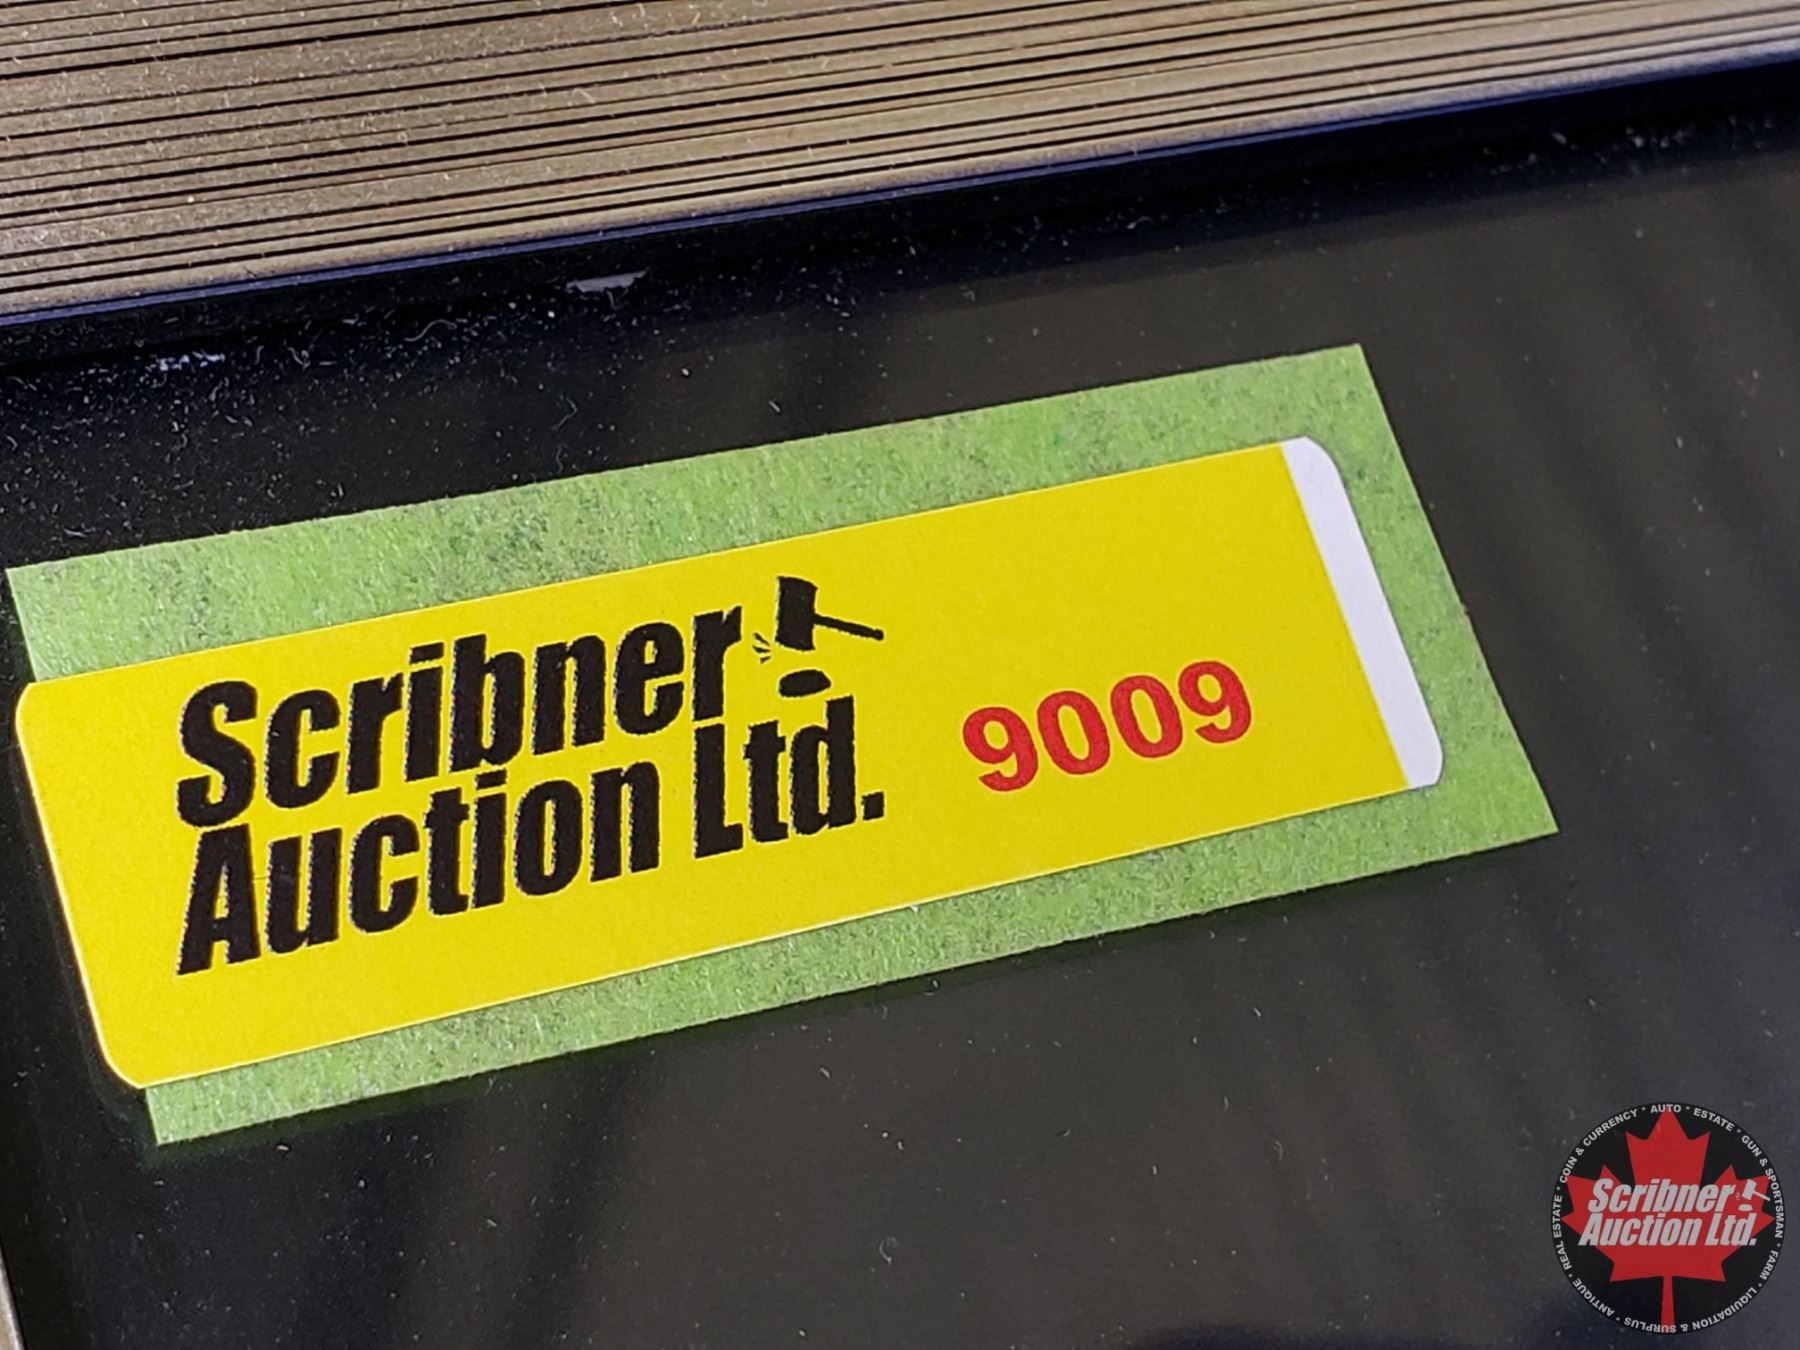 Scribner
Auction Ltd.
9009
COIN & CURRENCY * AUTO * ESTATE * GUN & SPORTSMAN * FARM * LIQUIDATION & SURPLUS * ANTIQUE * REAL ESTATE *
Scribner
Auction Ltd.